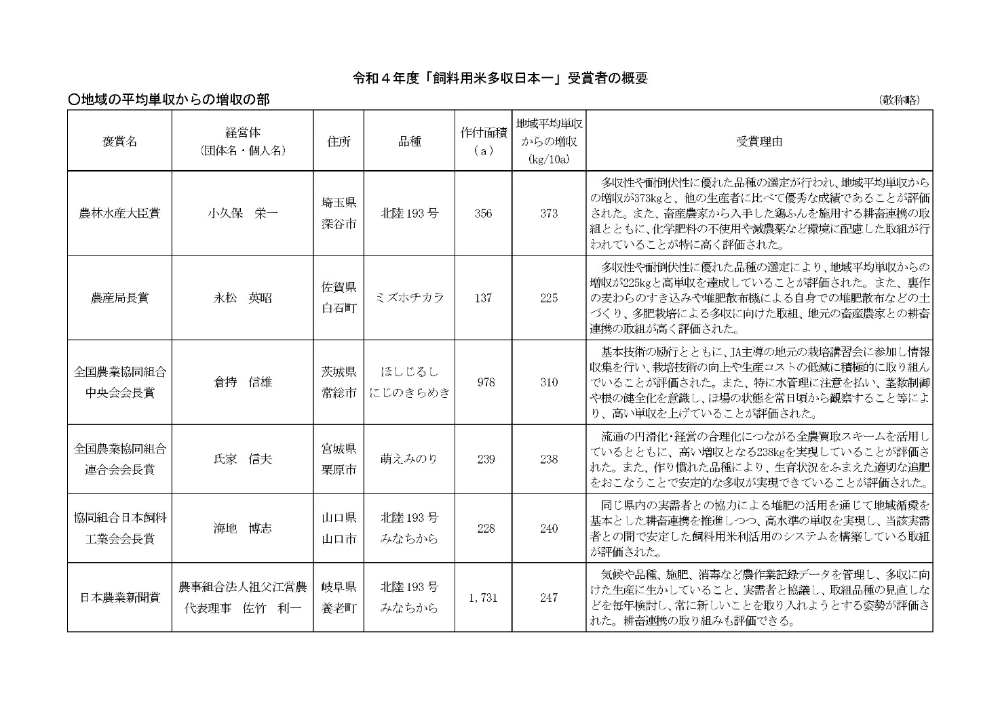 令和４年度「飼料用米多収日本一」受賞者の概要
〇地域の平均単収からの増収の部
（敬称略）
褒賞名
経営体
（団体名・個人名）
住所
品種
作付面積
（ａ）
地域平均単収
からの増収
(kg/10a)
受賞理由
農林水産大臣賞
小久保　栄一
埼玉県
深谷市
北陸193号
356
373
多収性や耐倒伏性に優れた品種の選定が行われ、地域平均単収から
の増収が373kgと、他の生産者に比べて優秀な成績であることが評価
された。また、畜産農家から入手した鶏ふんを施用する耕畜連携の取
組とともに、化学肥料の不使用や減農薬など環境に配慮した取組が行
われていることが特に高く評価された。
農産局長賞
永松　英昭
佐賀県
白石町
ミズホチカラ
137
225
多収性や耐倒伏性に優れた品種の選定により、地域平均単収からの
増収が225kgと高単収を達成していることが評価された。また、裏作
の麦わらのすき込みや堆肥散布機による自身での堆肥散布などの土
づくり、多肥栽培による多収に向けた取組、地元の畜産農家との耕畜
連携の取組が高く評価された。
全国農業協同組合
中央会会長賞
倉持　信雄
茨城県
常総市
ほしじるし
にじのきらめき
978
310
基本技術の励行とともに、JA主導の地元の栽培講習会に参加し情報
収集を行い、栽培技術の向上や生産コストの低減に積極的に取り組ん
でいることが評価された。また、特に水管理に注意を払い、茎数制御
や根の健全化を意識し、ほ場の状態を常日頃から観察すること等によ
り、高い単収を上げていることが評価された。
全国農業協同組合
連合会会長賞
氏家　信夫
宮城県
栗原市
萌えみのり
239
238
流通の円滑化・経営の合理化につながる全農買取スキームを活用し
ているとともに、高い増収となる238kgを実現していることが評価さ
れた。また、作り慣れた品種により、生育状況をふまえた適切な追肥
をおこなうことで安定的な多収が実現できていることが評価された。
協同組合日本飼料
工業会会長賞
海地　博志
山口県
山口市
北陸193号
みなちから
228
240
同じ県内の実需者との協力による堆肥の活用を通じて地域循環を
基本とした耕畜連携を推進しつつ、高水準の単収を実現し、当該実需
者との間で安定した飼料用米利活用のシステムを構築している取組
が評価された。
日本農業新聞賞
農事組合法人祖父江営農
代表理事　佐竹　利一
岐阜県
養老町
北陸193号
みなちから
1,731
247
気候や品種、施肥、消毒など農作業記録データを管理し、多収に向
けた生産に生かしていること、実需者と協議し、取組品種の見直しな
どを毎年検討し、常に新しいことを取り入れようとする姿勢が評価さ
れた。耕畜連携の取り組みも評価できる。